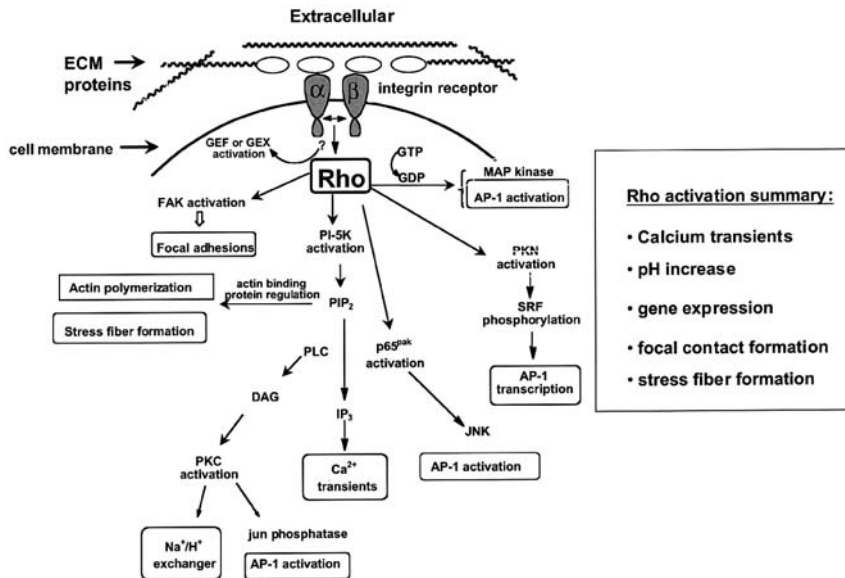 Extracellular
ECM
proteins
α β
integrin receptor
cell membrane
GEF or GEX
activation
?
GTP
GDP
Rho
MAP kinase
AP-1 activation
FAK activation
Focal adhesions
PI-5K
activation
PKN
activation
Actin polymerization
actin binding
protein regulation
PIP₂
SRF
phosphorylation
Stress fiber formation
p65ᵖᵃᵏ
activation
PLC
AP-1
transcription
DAG
IP₃
JNK
PKC
activation
Ca²⁺
transients
AP-1 activation
jun phosphatase
Na⁺/H⁺
exchanger
AP-1 activation
Rho activation summary:
• Calcium transients
• pH increase
• gene expression
• focal contact formation
• stress fiber formation